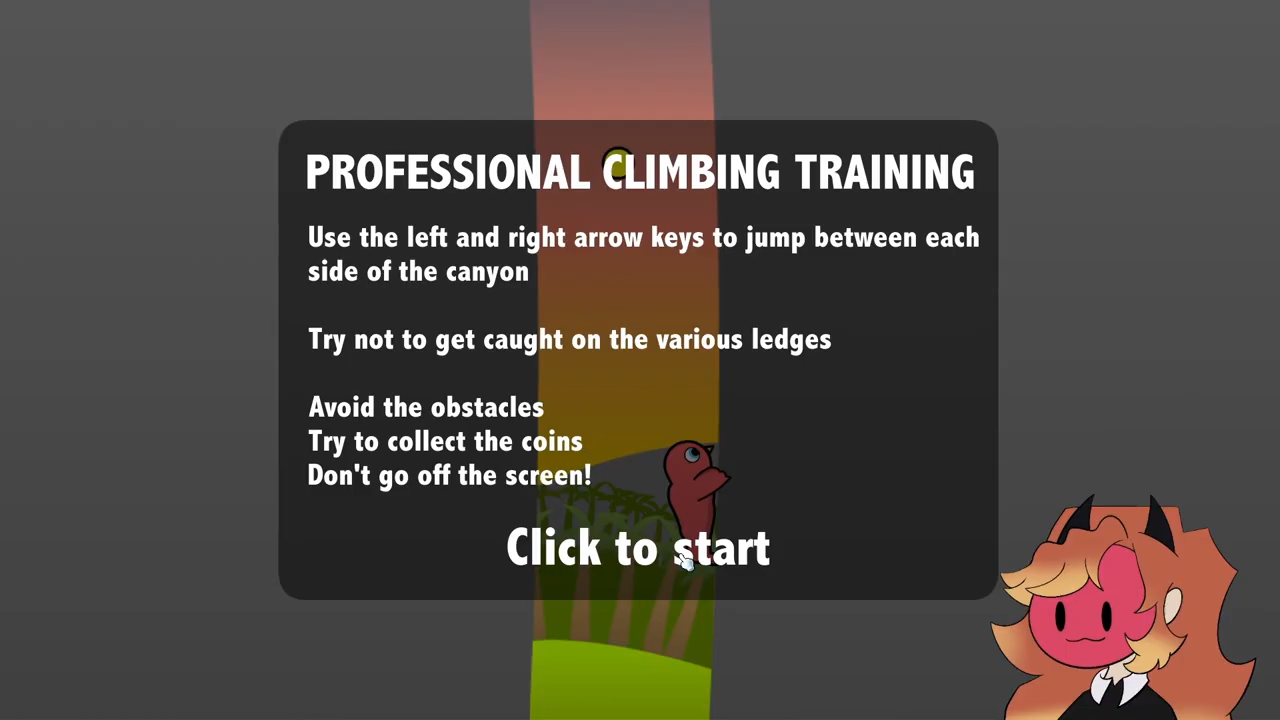 PROFESSIONAL CLIMBING TRAINING
Use the left and right arrow keys to jump between each
side of the canyon
Try not to get caught on the various ledges
Avoid the obstacles
Try to collect the coins
Don't go off the screen!
Click to start